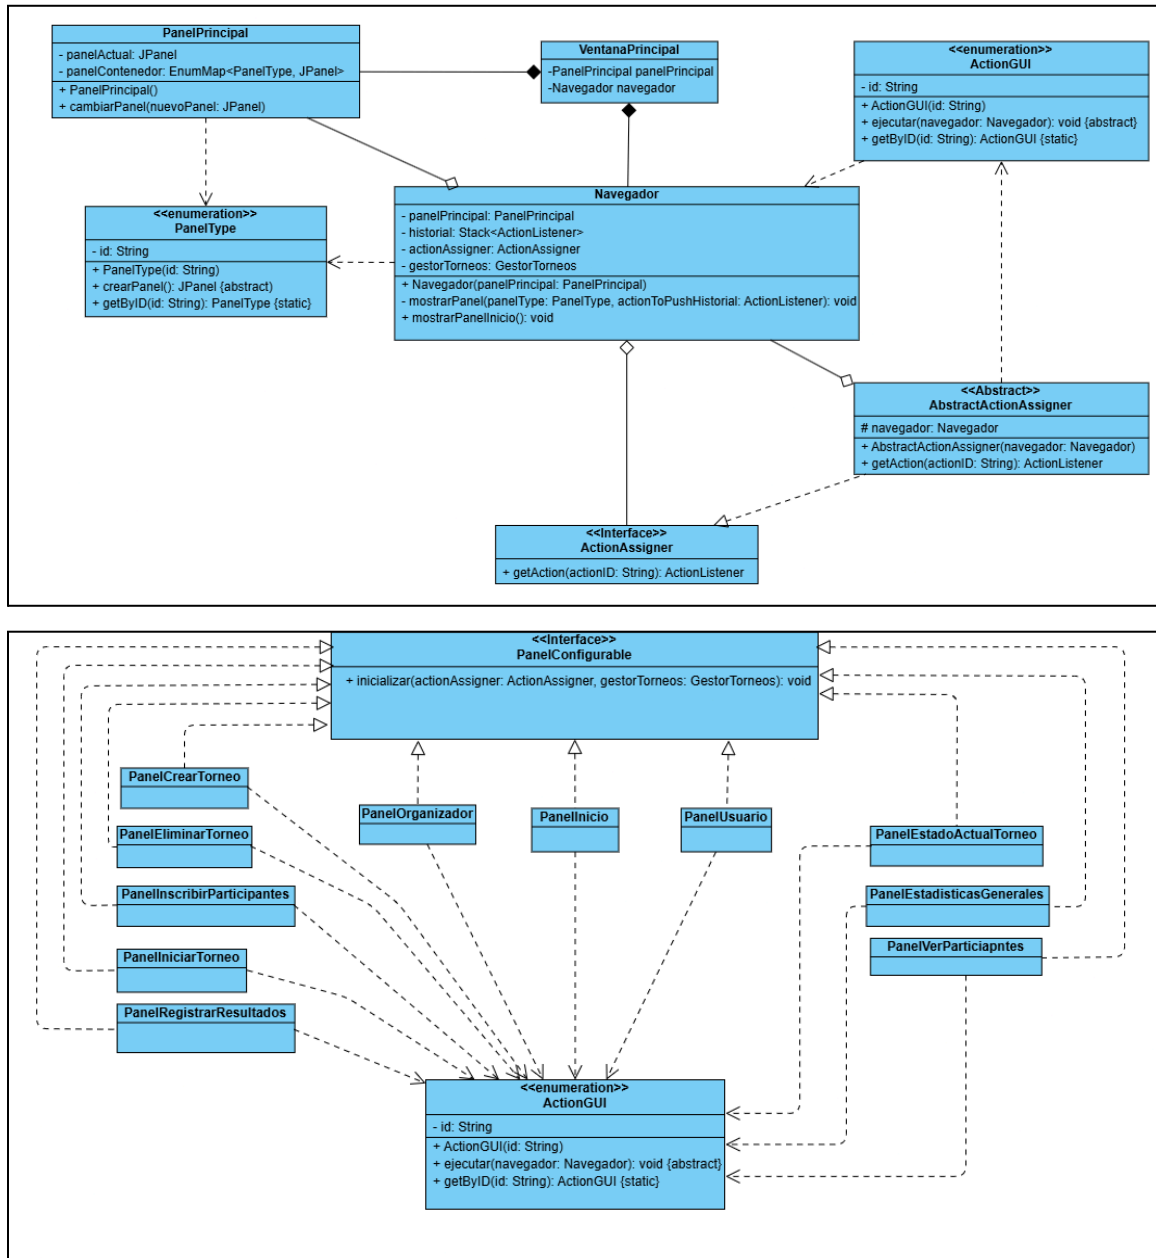 PanelPrincipal
- panelActual: JPanel
- panelContenedor: EnumMap<PanelType, JPanel>
+ PanelPrincipal()
+ cambiarPanel(nuevoPanel: JPanel)
VentanaPrincipal
-PanelPrincipal panelPrincipal
-Navegador navegador
<<enumeration>>
ActionGUI
- id: String
+ ActionGUI(id: String)
+ ejecutar(navegador: Navegador): void {abstract}
+ getByID(id: String): ActionGUI {static}
<<enumeration>>
PanelType
- id: String
+ PanelType(id: String)
+ crearPanel(): JPanel {abstract)
+ getByID(id: String): PanelType {static}
Navegador
- panelPrincipal: PanelPrincipal
- historial: Stack<ActionListener>
- actionAssigner: ActionAssigner
- gestorTorneos: GestorTorneos
+ Navegador(panelPrincipal: PanelPrincipal)
- mostrarPanel(panelType: PanelType, actionToPushHistorial: ActionListener): void
+ mostrarPanelInicio(): void
<<Abstract>>
AbstractActionAssigner
# navegador: Navegador
+ AbstractActionAssigner(navegador: Navegador)
+ getAction(actionID: String): ActionListener
<<Interface>>
ActionAssigner
+ getAction(actionID: String): ActionListener
<<Interface>>
PanelConfigurable
+ inicializar(actionAssigner: ActionAssigner, gestorTorneos: GestorTorneos): void
PanelCrearTorneo
PanelOrganizador
PanelInicio
PanelUsuario
PanelEliminarTorneo
PanelEstadoActualTorneo
PanelInscribirParticipantes
PanelEstadisticasGenerales
PanelVerParticiapntes
PanelIniciarTorneo
PanelRegistrarResultados
<<enumeration>>
ActionGUI
- id: String
+ ActionGUI(id: String)
+ ejecutar(navegador: Navegador): void {abstract}
+ getByID(id: String): ActionGUI {static}